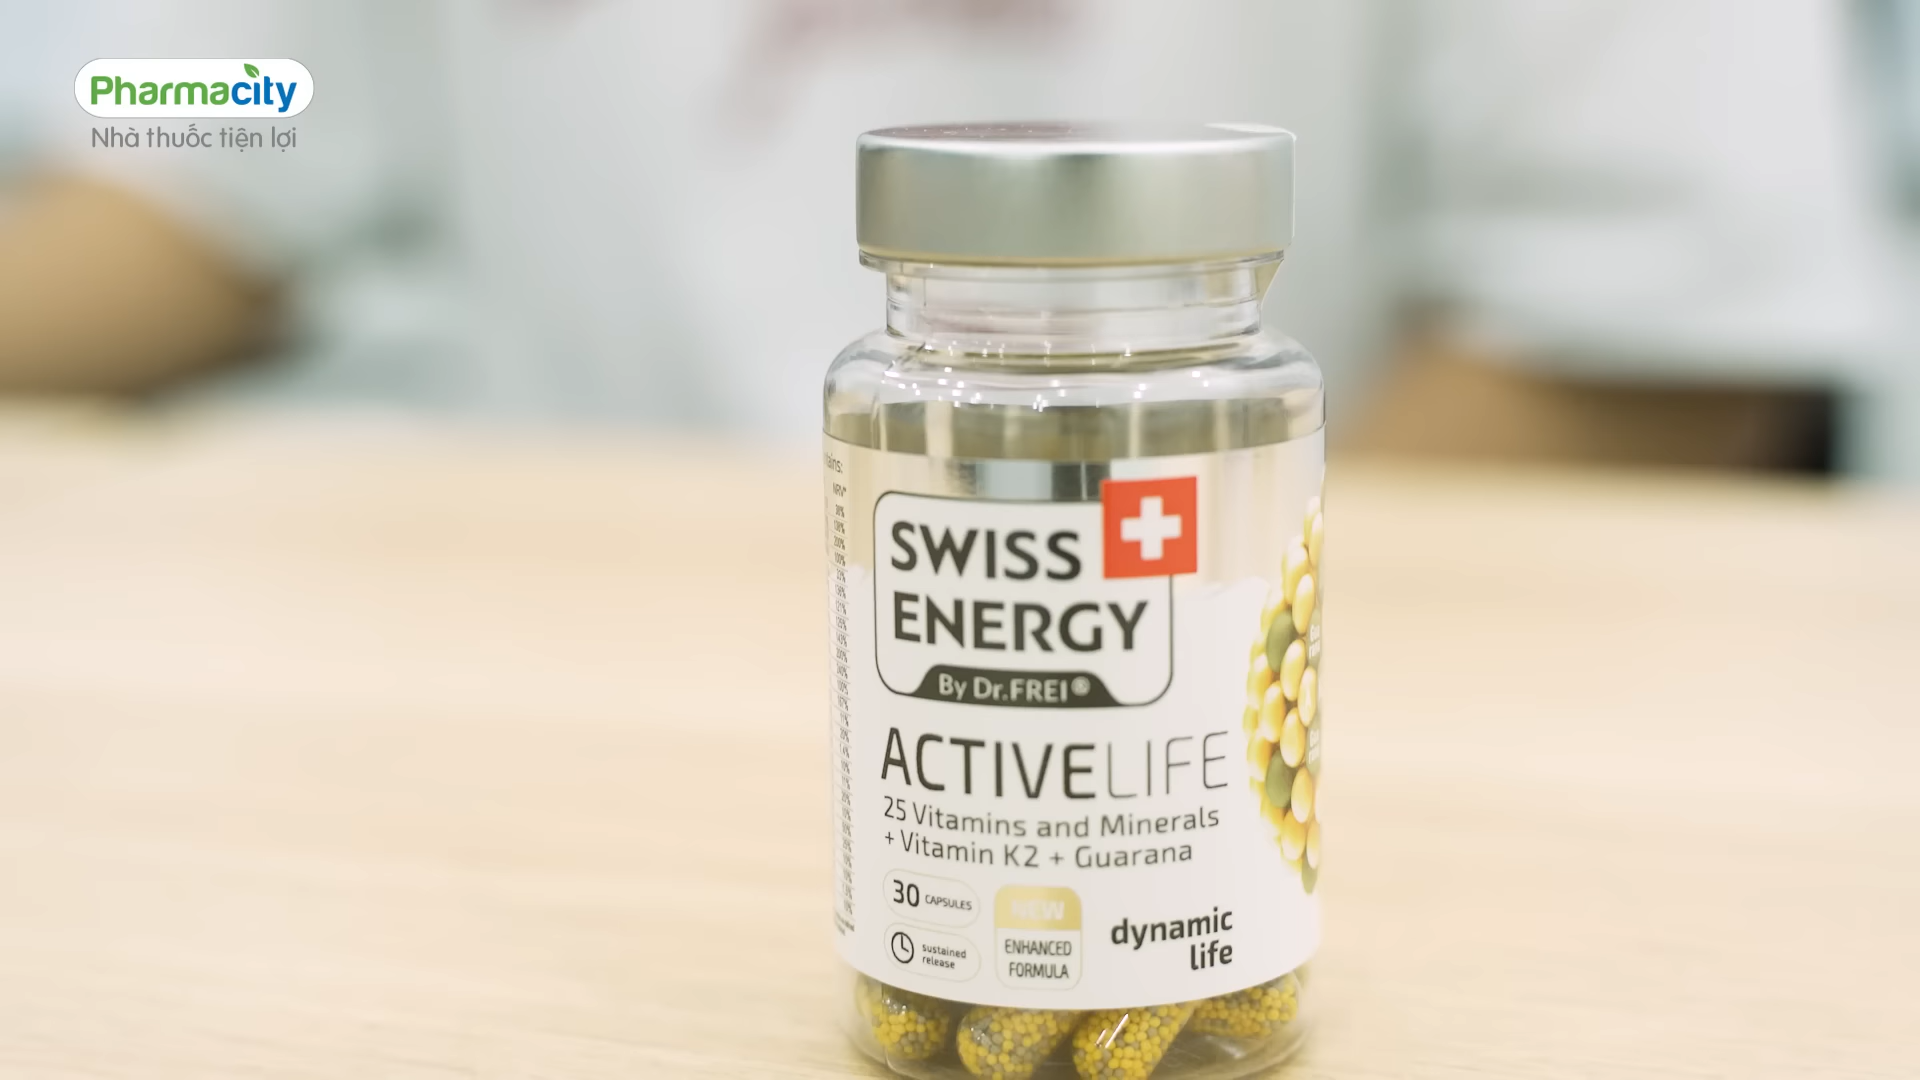 Pharmacity
Nhà thuốc tiện lợi
SWISS
ENERGY
By Dr.FREI®
ACTIVELIFE
25 Vitamins and Minerals
+ Vitamin K2 + Guarana
30 CAPSULES
sustained
release
NEW
ENHANCED
FORMULA
dynamic
life